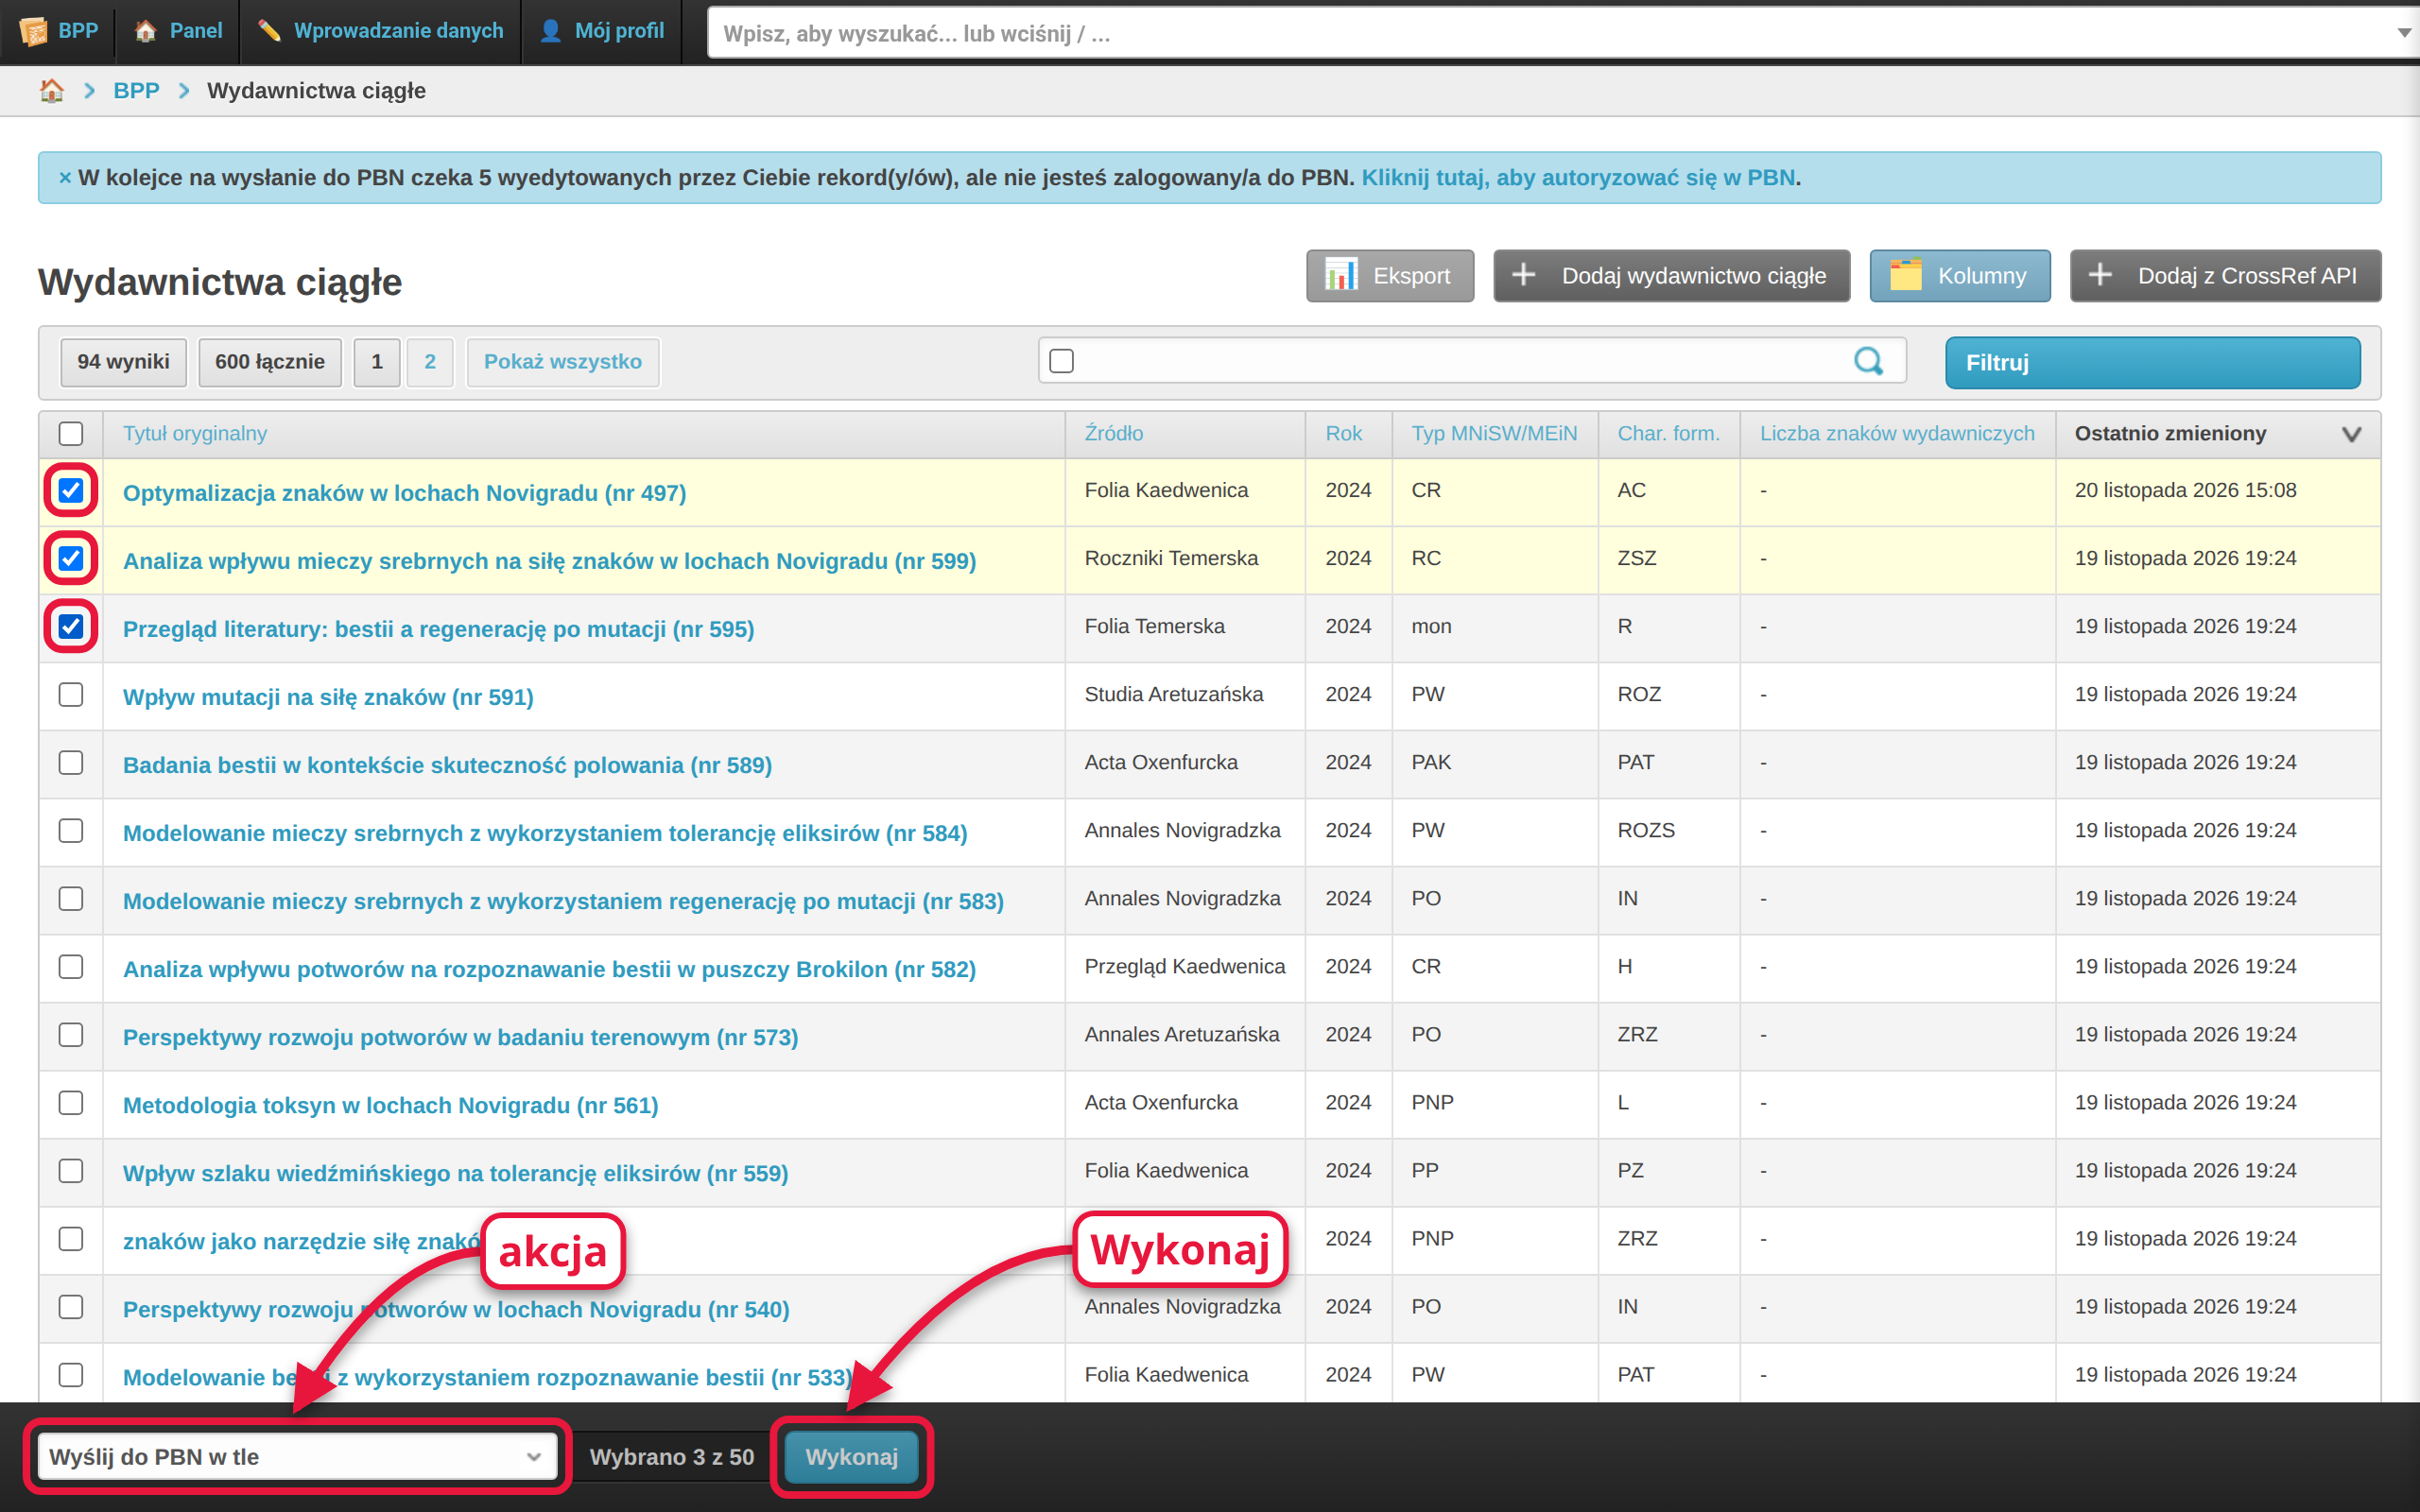 BPP Panel Wprowadzanie danych Mój profil Wpisz, aby wyszukać... lub wciśnij / ...
BPP Wydawnictwa ciągłe
× W kolejce na wysłanie do PBN czeka 5 wyedytowanych przez Ciebie rekord(y/ów), ale nie jesteś zalogowany/a do PBN. Kliknij tutaj, aby autoryzować się w PBN.
Wydawnictwa ciągłe
Eksport Dodaj wydawnictwo ciągłe Kolumny Dodaj z CrossRef API
94 wyniki 600 łącznie 1 2 Pokaż wszystko Filtruj
Tytuł oryginalny Źródło Rok Typ MNiSW/MEiN Char. form. Liczba znaków wydawniczych Ostatnio zmieniony
Optymalizacja znaków w lochach Novigradu (nr 497) Folia Kaedwenica 2024 CR AC - 20 listopada 2026 15:08
Analiza wpływu mieczy srebrnych na siłę znaków w lochach Novigradu (nr 599) Roczniki Temerska 2024 RC ZSZ - 19 listopada 2026 19:24
Przegląd literatury: bestii a regenerację po mutacji (nr 595) Folia Temerska 2024 mon R - 19 listopada 2026 19:24
Wpływ mutacji na siłę znaków (nr 591) Studia Aretuzańska 2024 PW ROZ - 19 listopada 2026 19:24
Badania bestii w kontekście skuteczność polowania (nr 589) Acta Oxenfurcka 2024 PAK PAT - 19 listopada 2026 19:24
Modelowanie mieczy srebrnych z wykorzystaniem tolerancję eliksirów (nr 584) Annales Novigradzka 2024 PW ROZS - 19 listopada 2026 19:24
Modelowanie mieczy srebrnych z wykorzystaniem regenerację po mutacji (nr 583) Annales Novigradzka 2024 PO IN - 19 listopada 2026 19:24
Analiza wpływu potworów na rozpoznawanie bestii w puszczy Brokilon (nr 582) Przegląd Kaedwenica 2024 CR H - 19 listopada 2026 19:24
Perspektywy rozwoju potworów w badaniu terenowym (nr 573) Annales Aretuzańska 2024 PO ZRZ - 19 listopada 2026 19:24
Metodologia toksyn w lochach Novigradu (nr 561) Acta Oxenfurcka 2024 PNP L - 19 listopada 2026 19:24
Wpływ szlaku wiedźmińskiego na tolerancję eliksirów (nr 559) Folia Kaedwenica 2024 PP PZ - 19 listopada 2026 19:24
znaków jako narzędzie siłę 2024 PNP ZRZ - 19 listopada 2026 19:24
akcja Wykonaj
Perspektywy rozwoju potworów w lochach Novigradu (nr 540) Annales Novigradzka 2024 PO IN - 19 listopada 2026 19:24
Modelowanie bestii z wykorzystaniem rozpoznawanie bestii (nr 533) Folia Kaedwenica 2024 PW PAT - 19 listopada 2026 19:24
Wyślij do PBN w tle Wybrano 3 z 50 Wykonaj